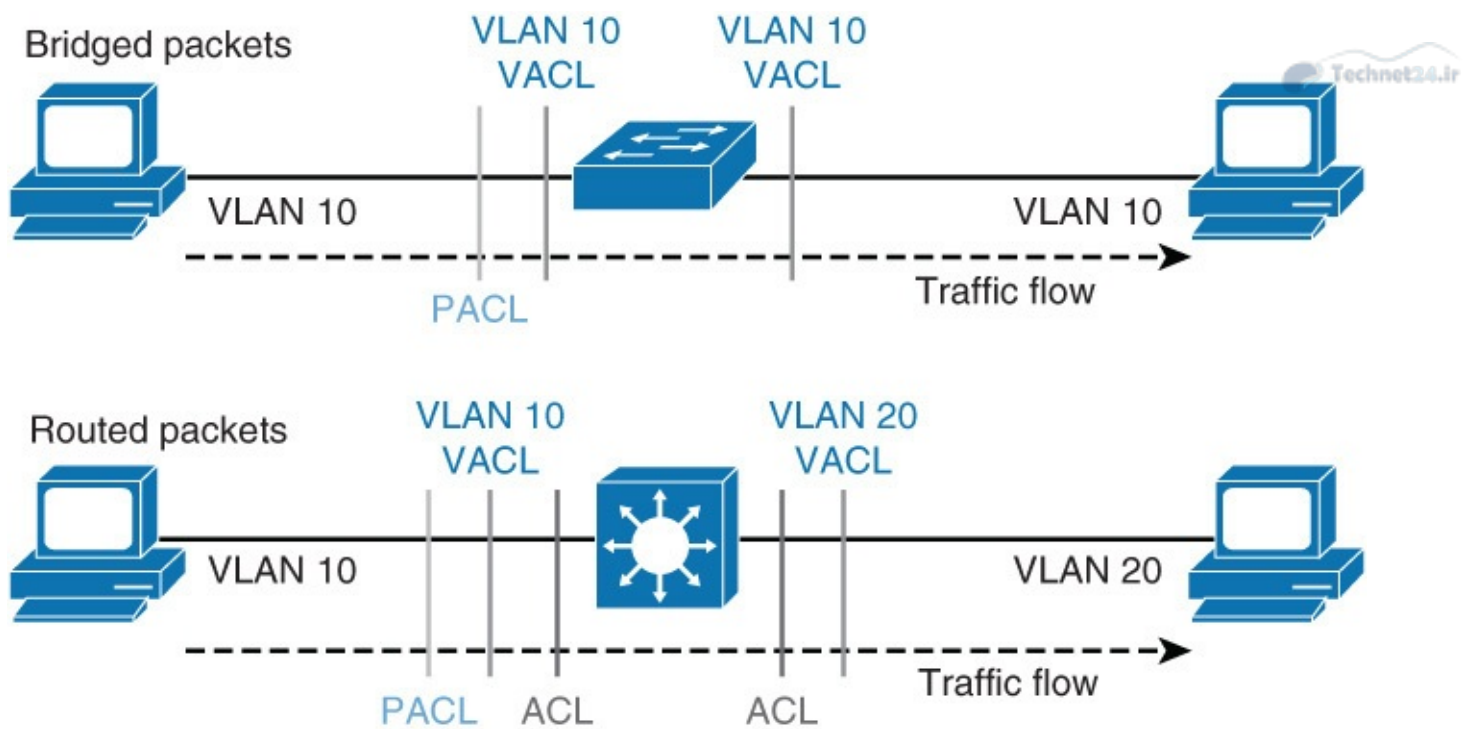 Bridged packets
VLAN 10
VACL
VLAN 10
VACL
Technet24.ir
VLAN 10
VLAN 10
Traffic flow
PACL
Routed packets
VLAN 10
VACL
VLAN 20
VACL
VLAN 10
VLAN 20
Traffic flow
PACL
ACL
ACL